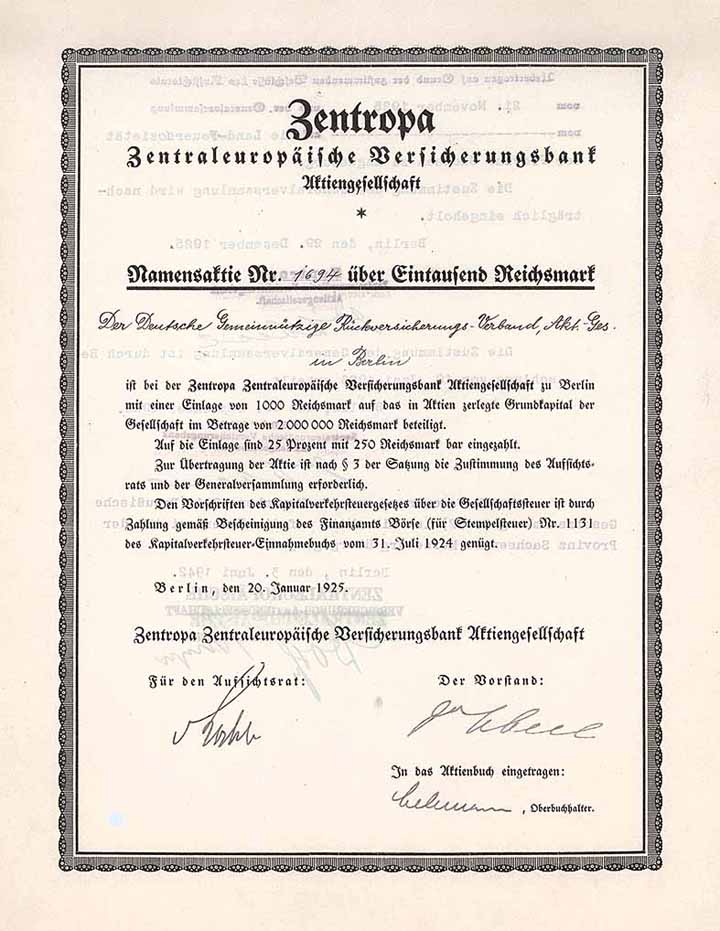 Zentropa
Zentraleuropäische Versicherungsbank
Aktiengesellschaft
*
Namensaktie Nr. 1694 über Eintausend Reichsmark
Der Deutsche Gemeinnützige Rückversicherungs-Verband, Akt.-Ges.
in Berlin
ist bei der Zentropa Zentraleuropäische Versicherungsbank Aktiengesellschaft zu Berlin
mit einer Einlage von 1000 Reichsmark auf das in Aktien zerlegte Grundkapital der
Gesellschaft im Betrage von 2 000 000 Reichsmark beteiligt.
Auf die Einlage sind 25 Prozent mit 250 Reichsmark bar eingezahlt.
Zur Übertragung der Aktie ist nach § 3 der Satzung die Zustimmung des Aufsichts-
rats und der Generalversammlung erforderlich.
Den Vorschriften des Kapitalverkehrsteuergesetzes über die Gesellschaftssteuer ist durch
Zahlung gemäß Bescheinigung des Finanzamts Börse (für Stempelsteuer) Nr. 1131
des Kapitalverkehrsteuer-Einnahmebuchs vom 31. Juli 1924 genügt.
Berlin, den 20. Januar 1925.
Zentropa Zentraleuropäische Versicherungsbank Aktiengesellschaft
Für den Aufsichtsrat:
Der Vorstand:
In das Aktienbuch eingetragen:
, Oberbuchhalter.